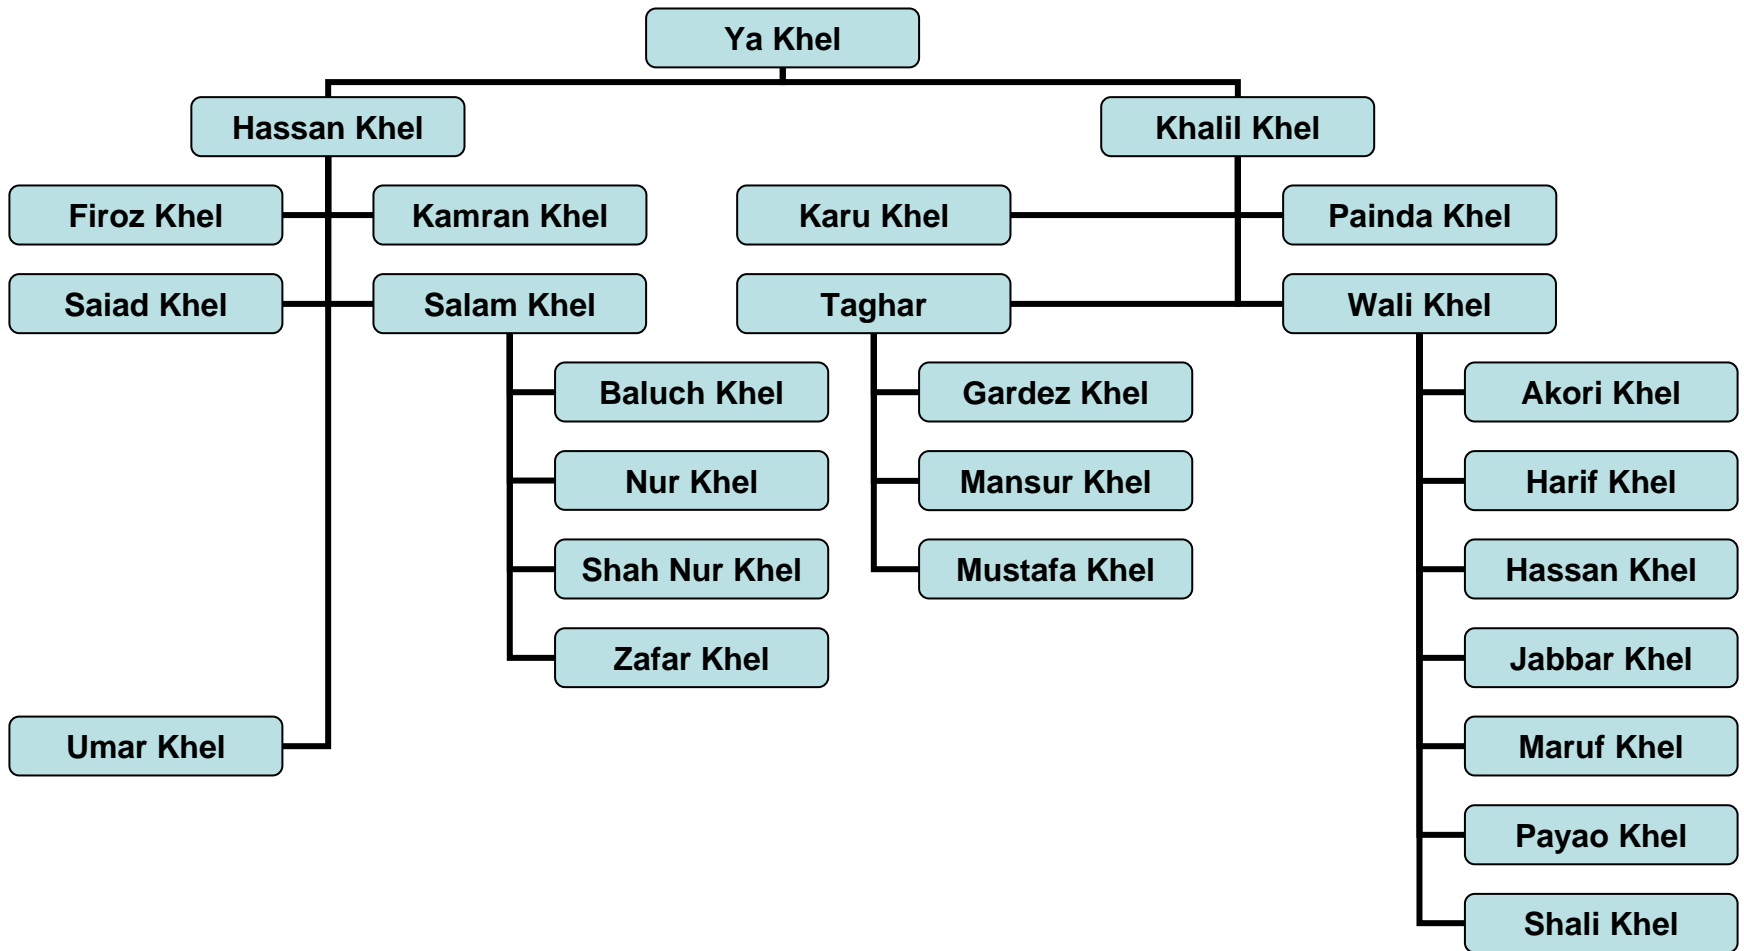 Ya Khel
Hassan Khel
Khalil Khel
Firoz Khel
Kamran Khel
Karu Khel
Painda Khel
Saiad Khel
Salam Khel
Taghar
Wali Khel
Baluch Khel
Gardez Khel
Akori Khel
Nur Khel
Mansur Khel
Harif Khel
Shah Nur Khel
Mustafa Khel
Hassan Khel
Zafar Khel
Jabbar Khel
Umar Khel
Maruf Khel
Payao Khel
Shali Khel